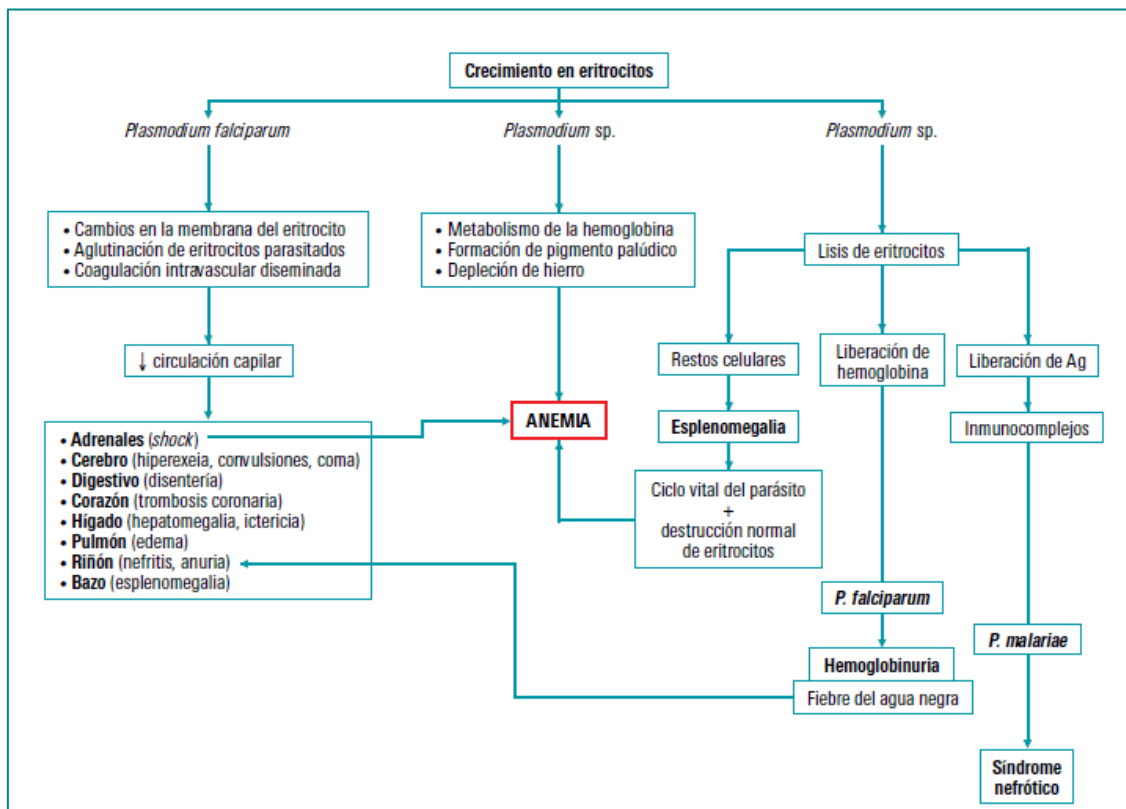 Crecimiento en eritrocitos
Plasmodium falciparum
Plasmodium sp.
Plasmodium sp.
• Cambios en la membrana del eritrocito
• Aglutinación de eritrocitos parasitados
• Coagulación intravascular diseminada
• Metabolismo de la hemoglobina
• Formación de pigmento palúdico
• Depleción de hierro
Lisis de eritrocitos
↓ circulación capilar
Restos celulares
Liberación de
hemoglobina
Liberación de Ag
• Adrenales (shock)
• Cerebro (hiperexeia, convulsiones, coma)
• Digestivo (disentería)
• Corazón (trombosis coronaria)
• Hígado (hepatomegalia, ictericia)
• Pulmón (edema)
• Riñón (nefritis, anuria)
• Bazo (esplenomegalia)
ANEMIA
Esplenomegalia
Inmunocomplejos
Ciclo vital del parásito
+
destrucción normal
de eritrocitos
P. falciparum
P. malariae
Hemoglobinuria
Fiebre del agua negra
Síndrome
nefrótico